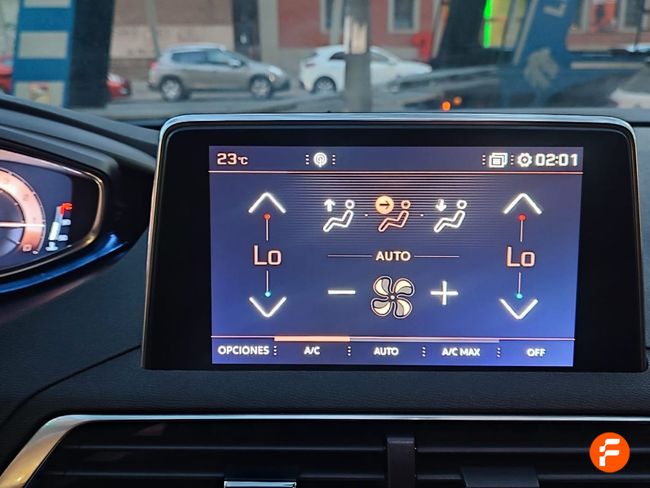 23°C 02:01
Lo Lo
AUTO
OPCIONES A/C AUTO A/C MAX OFF